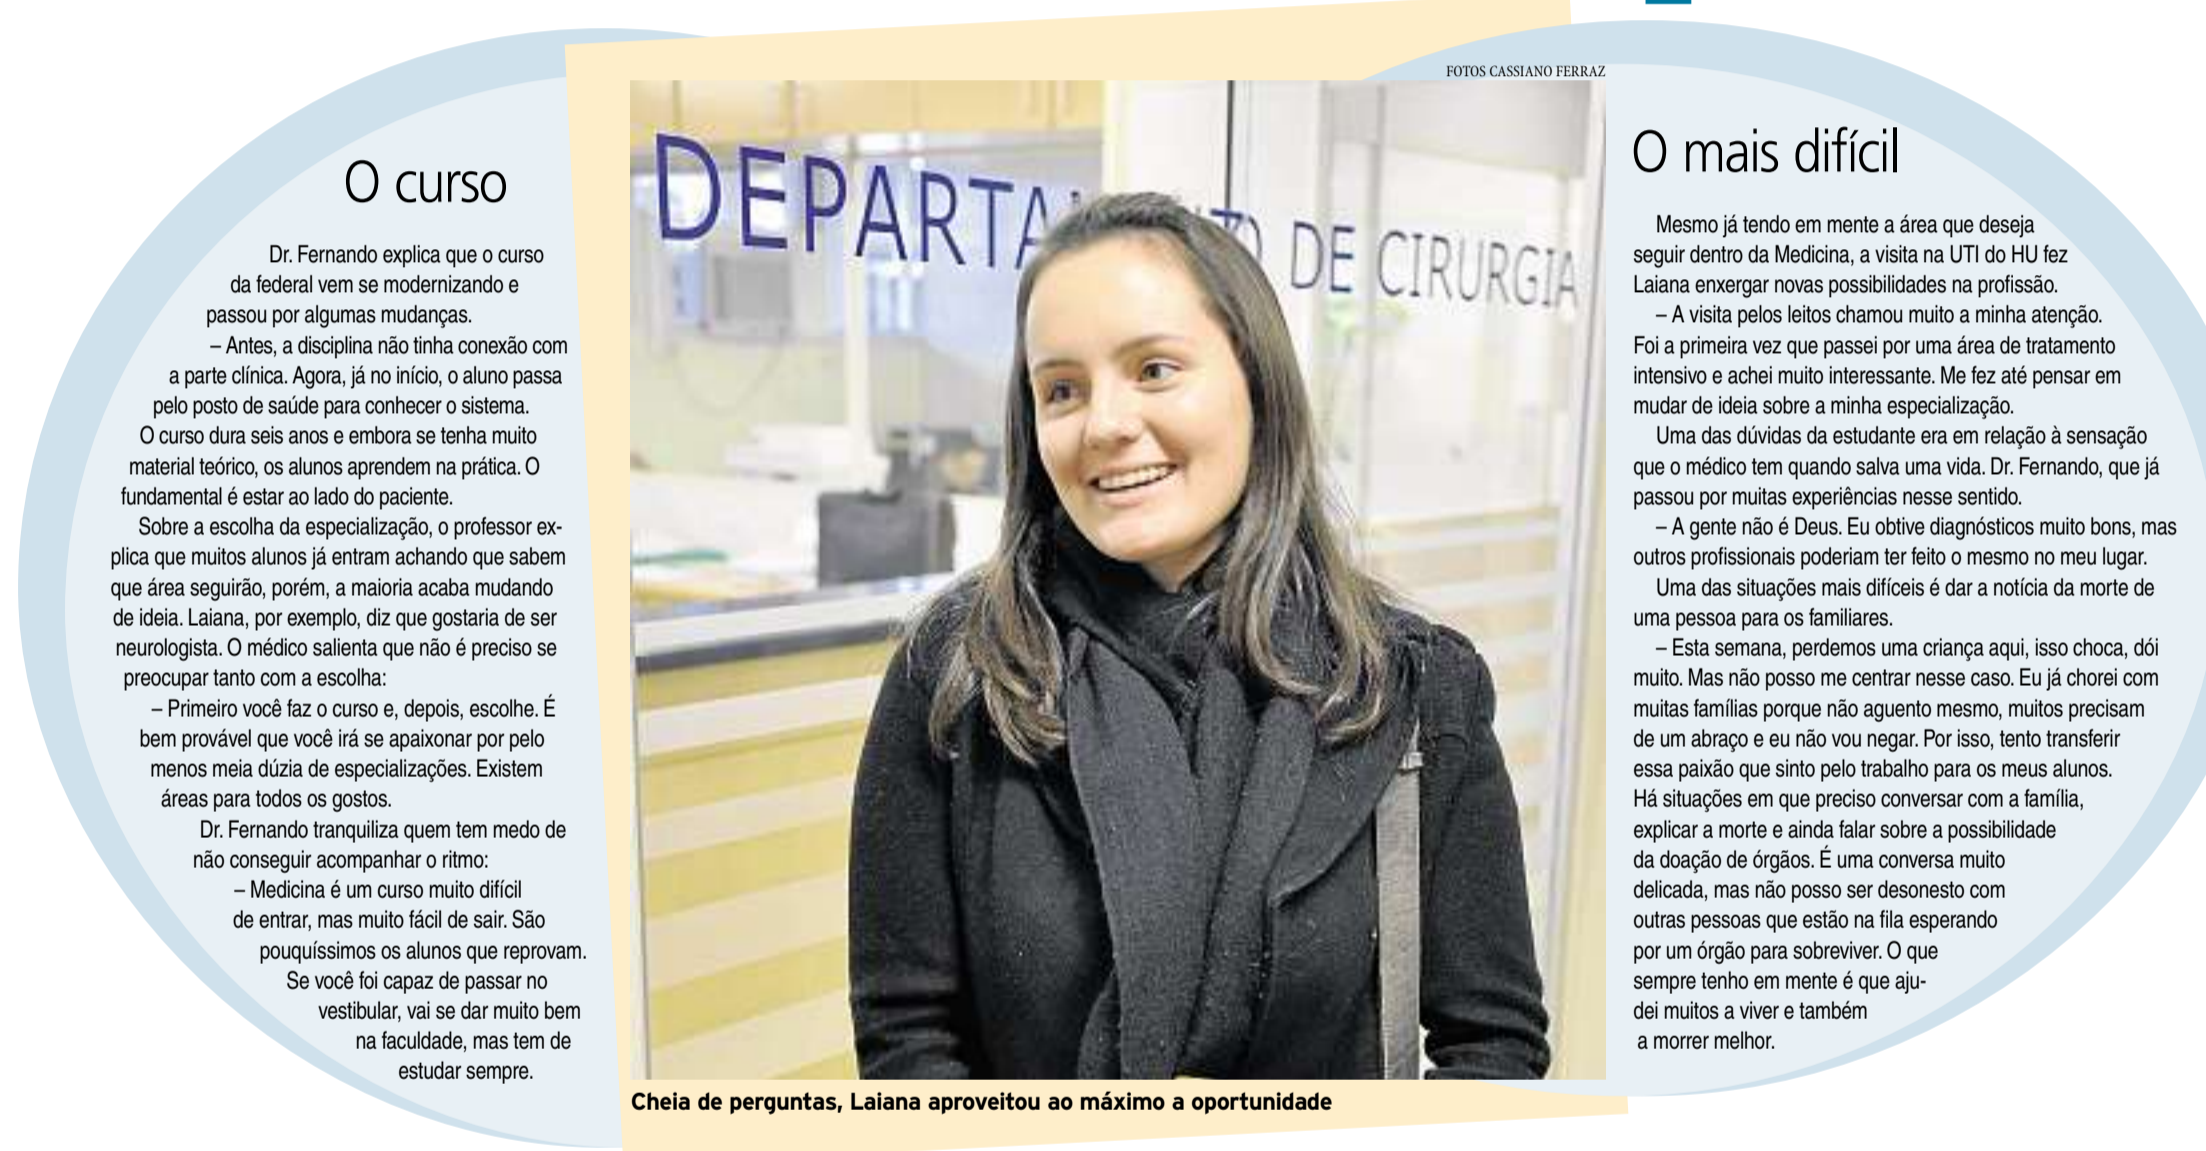 O curso
Dr. Fernando explica que o curso
da federal vem se modernizando e
passou por algumas mudanças.
– Antes, a disciplina não tinha conexão com
a parte clínica. Agora, já no início, o aluno passa
pelo posto de saúde para conhecer o sistema.
O curso dura seis anos e embora se tenha muito
material teórico, os alunos aprendem na prática. O
fundamental é estar ao lado do paciente.
Sobre a escolha da especialização, o professor ex-
plica que muitos alunos já entram achando que sabem
que área seguirão, porém, a maioria acaba mudando
de ideia. Laiana, por exemplo, diz que gostaria de ser
neurologista. O médico salienta que não é preciso se
preocupar tanto com a escolha:
– Primeiro você faz o curso e, depois, escolhe. É
bem provável que você irá se apaixonar por pelo
menos meia dúzia de especializações. Existem
áreas para todos os gostos.
Dr. Fernando tranquiliza quem tem medo de
não conseguir acompanhar o ritmo:
– Medicina é um curso muito difícil
de entrar, mas muito fácil de sair. São
pouquíssimos os alunos que reprovam.
Se você foi capaz de passar no
vestibular, vai se dar muito bem
na faculdade, mas tem de
estudar sempre.
FOTOS CASSIANO FERRAZ
DEPARTA TO DE CIRURGIA
Cheia de perguntas, Laiana aproveitou ao máximo a oportunidade
O mais difícil
Mesmo já tendo em mente a área que deseja
seguir dentro da Medicina, a visita na UTI do HU fez
Laiana enxergar novas possibilidades na profissão.
– A visita pelos leitos chamou muito a minha atenção.
Foi a primeira vez que passei por uma área de tratamento
intensivo e achei muito interessante. Me fez até pensar em
mudar de ideia sobre a minha especialização.
Uma das dúvidas da estudante era em relação à sensação
que o médico tem quando salva uma vida. Dr. Fernando, que já
passou por muitas experiências nesse sentido.
– A gente não é Deus. Eu obtive diagnósticos muito bons, mas
outros profissionais poderiam ter feito o mesmo no meu lugar.
Uma das situações mais difíceis é dar a notícia da morte de
uma pessoa para os familiares.
– Esta semana, perdemos uma criança aqui, isso choca, dói
muito. Mas não posso me centrar nesse caso. Eu já chorei com
muitas famílias porque não aguento mesmo, muitos precisam
de um abraço e eu não vou negar. Por isso, tento transferir
essa paixão que sinto pelo trabalho para os meus alunos.
Há situações em que preciso conversar com a família,
explicar a morte e ainda falar sobre a possibilidade
da doação de órgãos. É uma conversa muito
delicada, mas não posso ser desonesto com
outras pessoas que estão na fila esperando
por um órgão para sobreviver. O que
sempre tenho em mente é que aju-
dei muitos a viver e também
a morrer melhor.